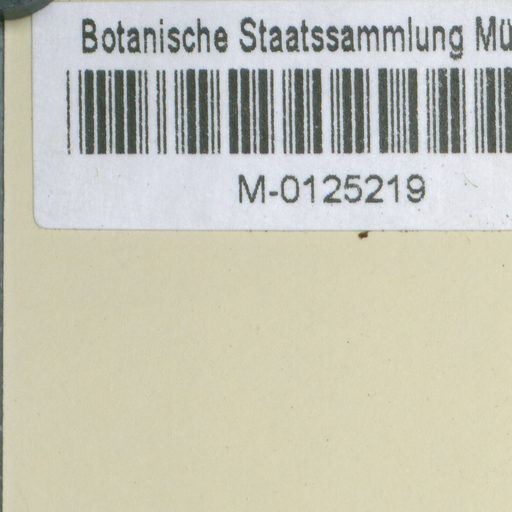 Botanische Staatssammlung Mü
M-0125219